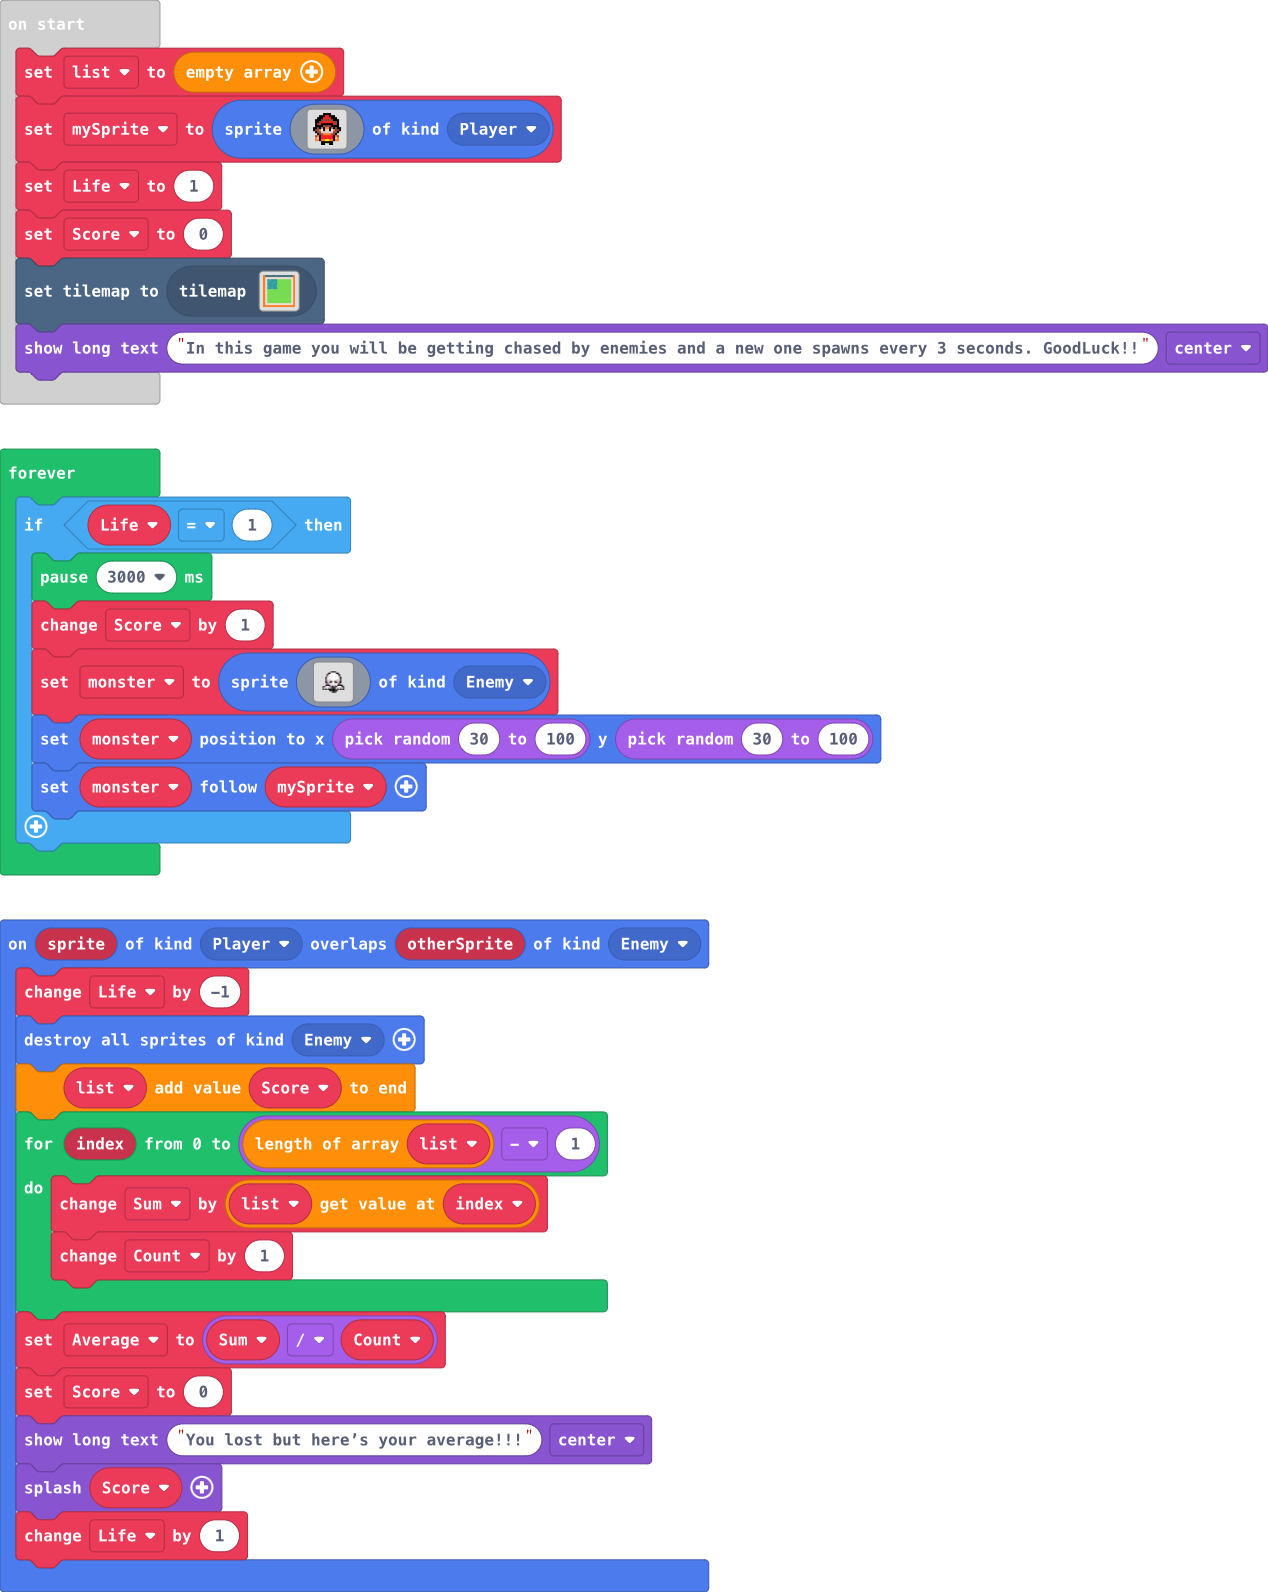 on start
set list to empty array
set mySprite to sprite of kind Player
set Life to 1
set Score to 0
set tilemap to tilemap
show long text "In this game you will be getting chased by enemies and a new one spawns every 3 seconds. GoodLuck!!" center
forever
if Life = 1 then
pause 3000 ms
change Score by 1
set monster to sprite of kind Enemy
set monster position to x pick random 30 to 100 y pick random 30 to 100
set monster follow mySprite
on sprite of kind Player overlaps otherSprite of kind Enemy
change Life by -1
destroy all sprites of kind Enemy
list add value Score to end
for index from 0 to length of array list - 1
do
change Sum by list get value at index
change Count by 1
set Average to Sum / Count
set Score to 0
show long text "You lost but here’s your average!!!" center
splash Score
change Life by 1